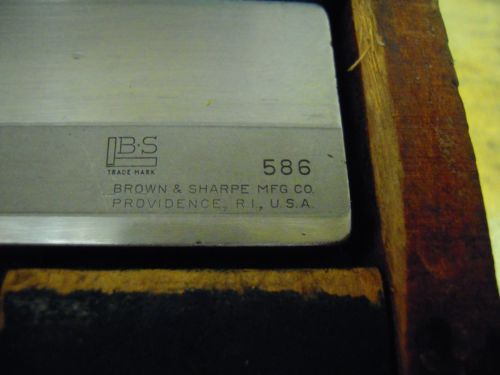 B·S
TRADE MARK
586
BROWN & SHARPE MFG CO.
PROVIDENCE, R.I., U.S.A.